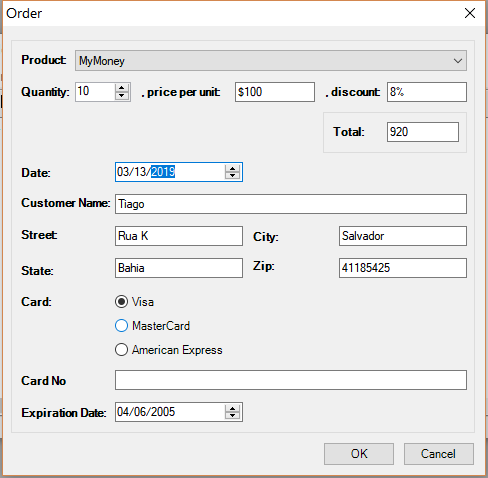 Order
Product: MyMoney
Quantity: 10 , price per unit: $100 , discount: 8%
Total: 920
Date: 03/13/2019
Customer Name: Tiago
Street: Rua K City: Salvador
State: Bahia Zip: 41185425
Card: Visa
MasterCard
American Express
Card No
Expiration Date: 04/06/2005
OK Cancel